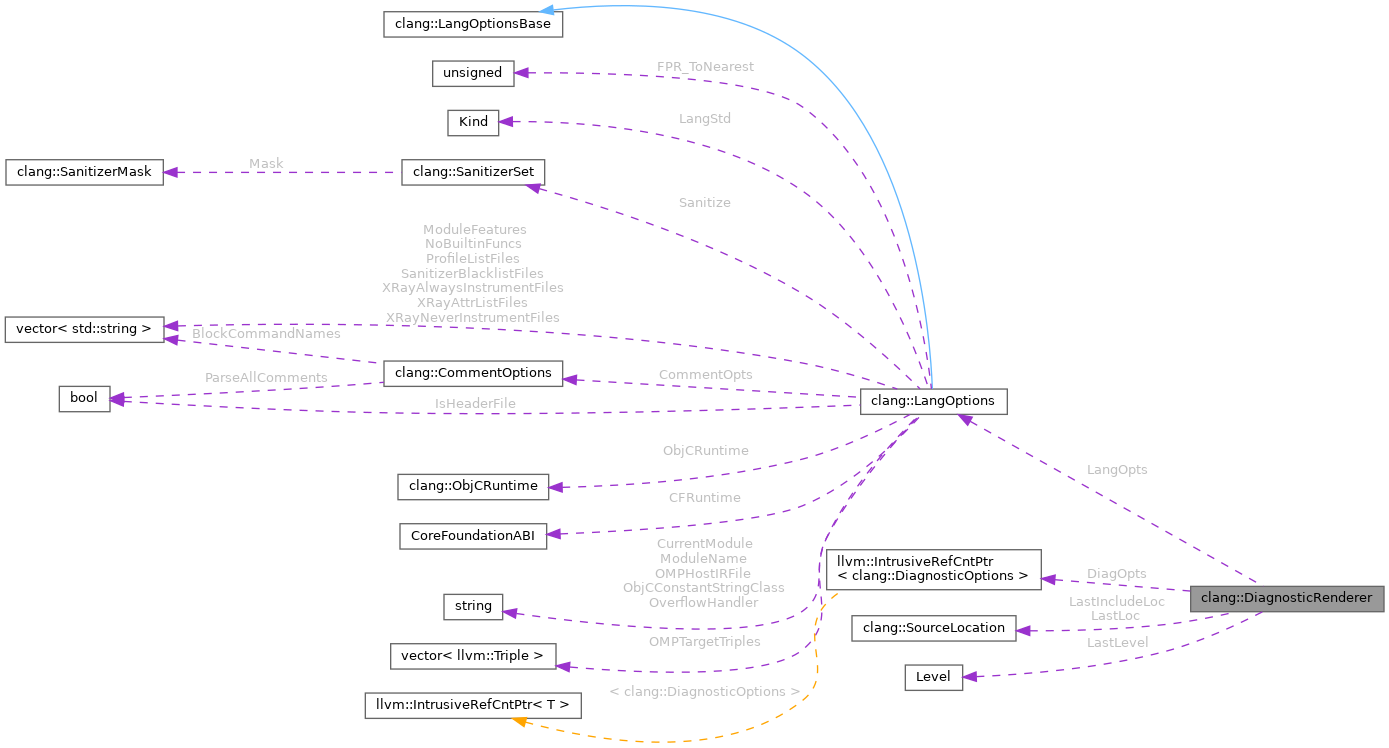 clang::LangOptionsBase
unsigned
FPR_ToNearest
Kind
LangStd
clang::SanitizerMask
Mask
clang::SanitizerSet
Sanitize
ModuleFeatures
NoBuiltinFuncs
ProfileListFiles
SanitizerBlacklistFiles
XRayAlwaysInstrumentFiles
XRayAttrListFiles
XRayNeverInstrumentFiles
vector< std::string >
BlockCommandNames
clang::CommentOptions
CommentOpts
ParseAllComments
bool
IsHeaderFile
clang::LangOptions
ObjCRuntime
LangOpts
clang::ObjCRuntime
CFRuntime
CoreFoundationABI
CurrentModule
ModuleName
OMPHostIRFile
ObjCConstantStringClass
OverflowHandler
llvm::IntrusiveRefCntPtr
< clang::DiagnosticOptions >
DiagOpts
clang::DiagnosticRenderer
string
LastIncludeLoc
LastLoc
clang::SourceLocation
OMPTargetTriples
LastLevel
vector< llvm::Triple >
Level
< clang::DiagnosticOptions >
llvm::IntrusiveRefCntPtr< T >